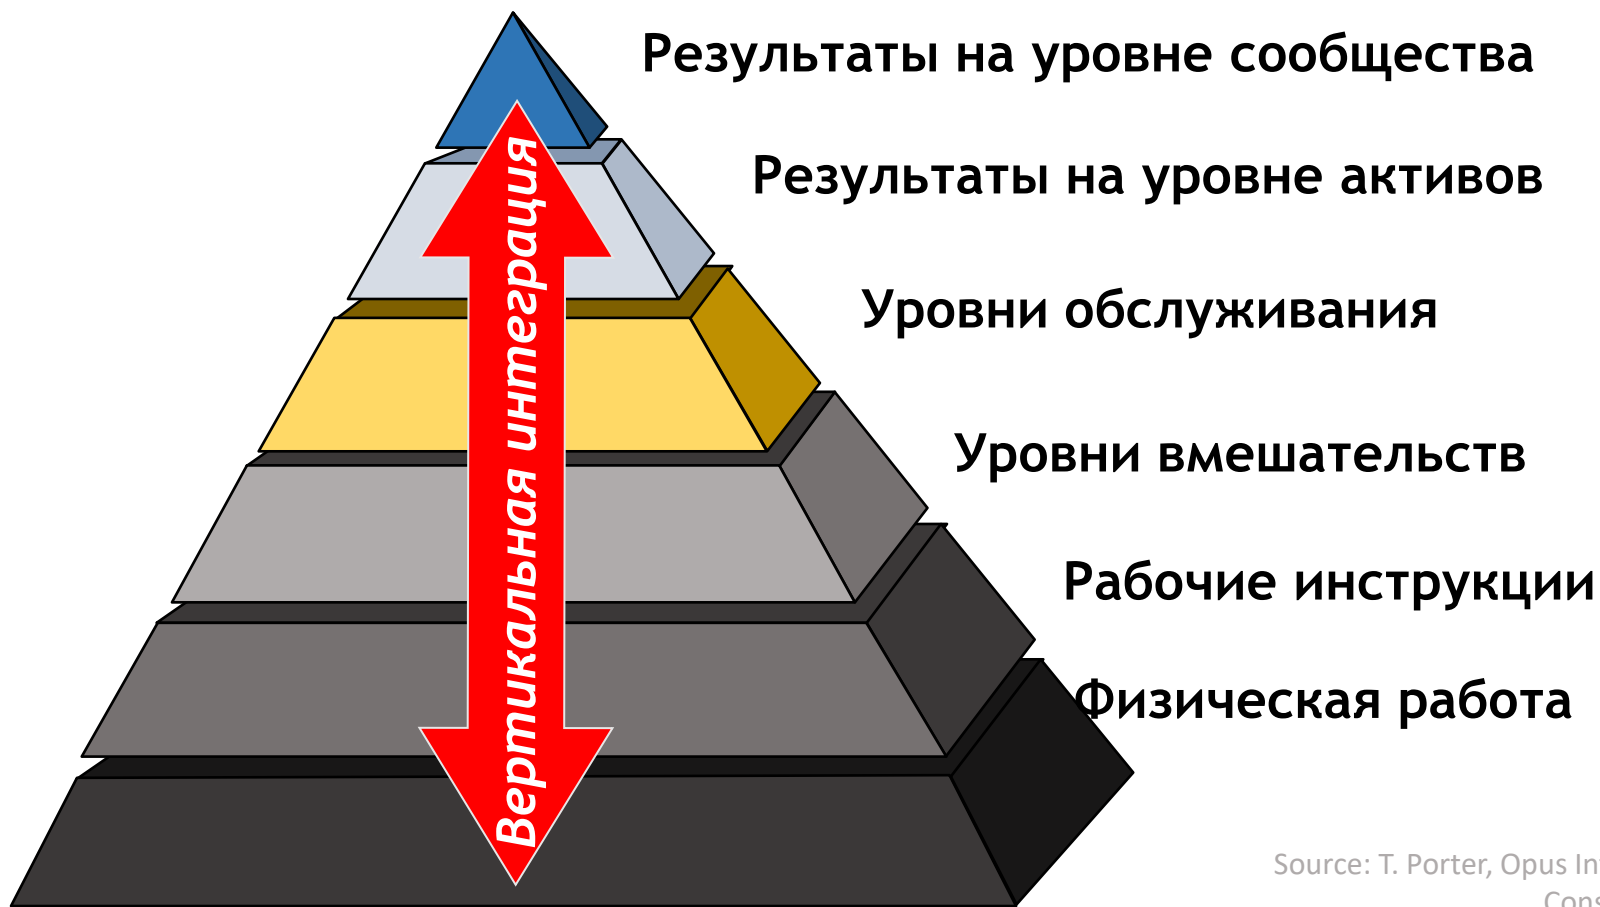 Результаты на уровне сообщества
Результаты на уровне активов
Уровни обслуживания
Уровни вмешательств
Рабочие инструкции
Физическая работа
Вертикальная интеграция
Source: T. Porter, Opus